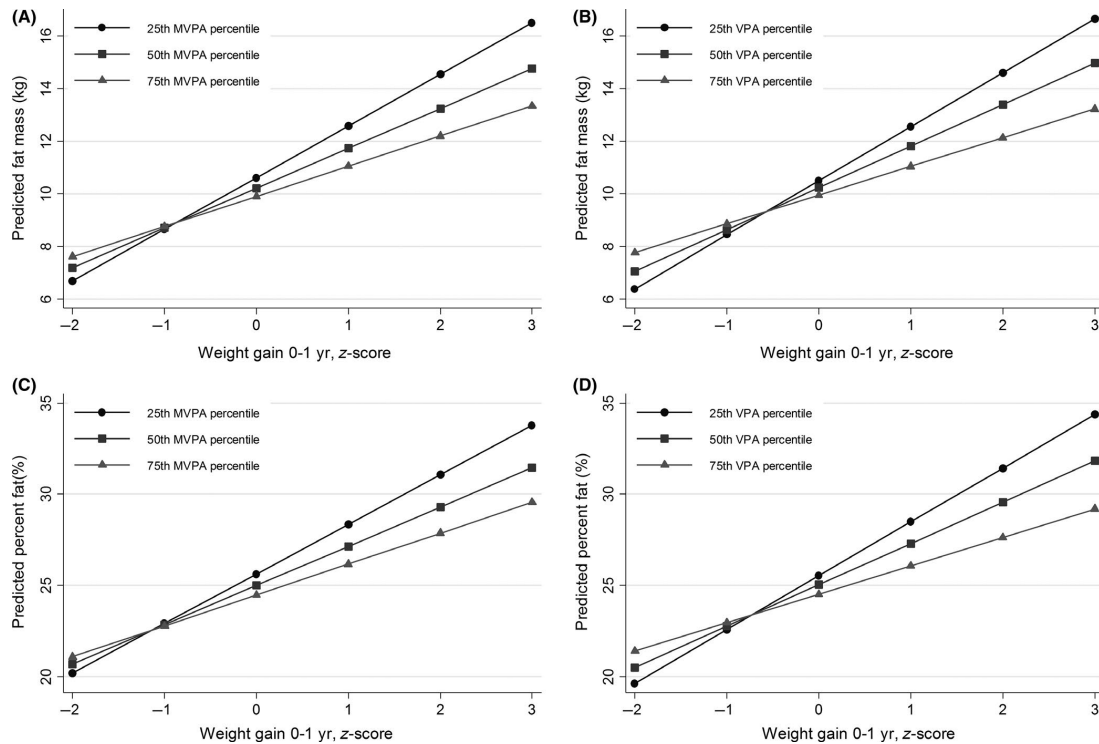 (A)
25th MVPA percentile
50th MVPA percentile
75th MVPA percentile
Predicted fat mass (kg)
16
14
12
10
8
6
–2 –1 0 1 2 3
Weight gain 0-1 yr, z-score
(B)
25th VPA percentile
50th VPA percentile
75th VPA percentile
Predicted fat mass (kg)
16
14
12
10
8
6
–2 –1 0 1 2 3
Weight gain 0-1 yr, z-score
(C)
25th MVPA percentile
50th MVPA percentile
75th MVPA percentile
Predicted percent fat(%)
35
30
25
20
–2 –1 0 1 2 3
Weight gain 0-1 yr, z-score
(D)
25th VPA percentile
50th VPA percentile
75th VPA percentile
Predicted percent fat (%)
35
30
25
20
–2 –1 0 1 2 3
Weight gain 0-1 yr, z-score